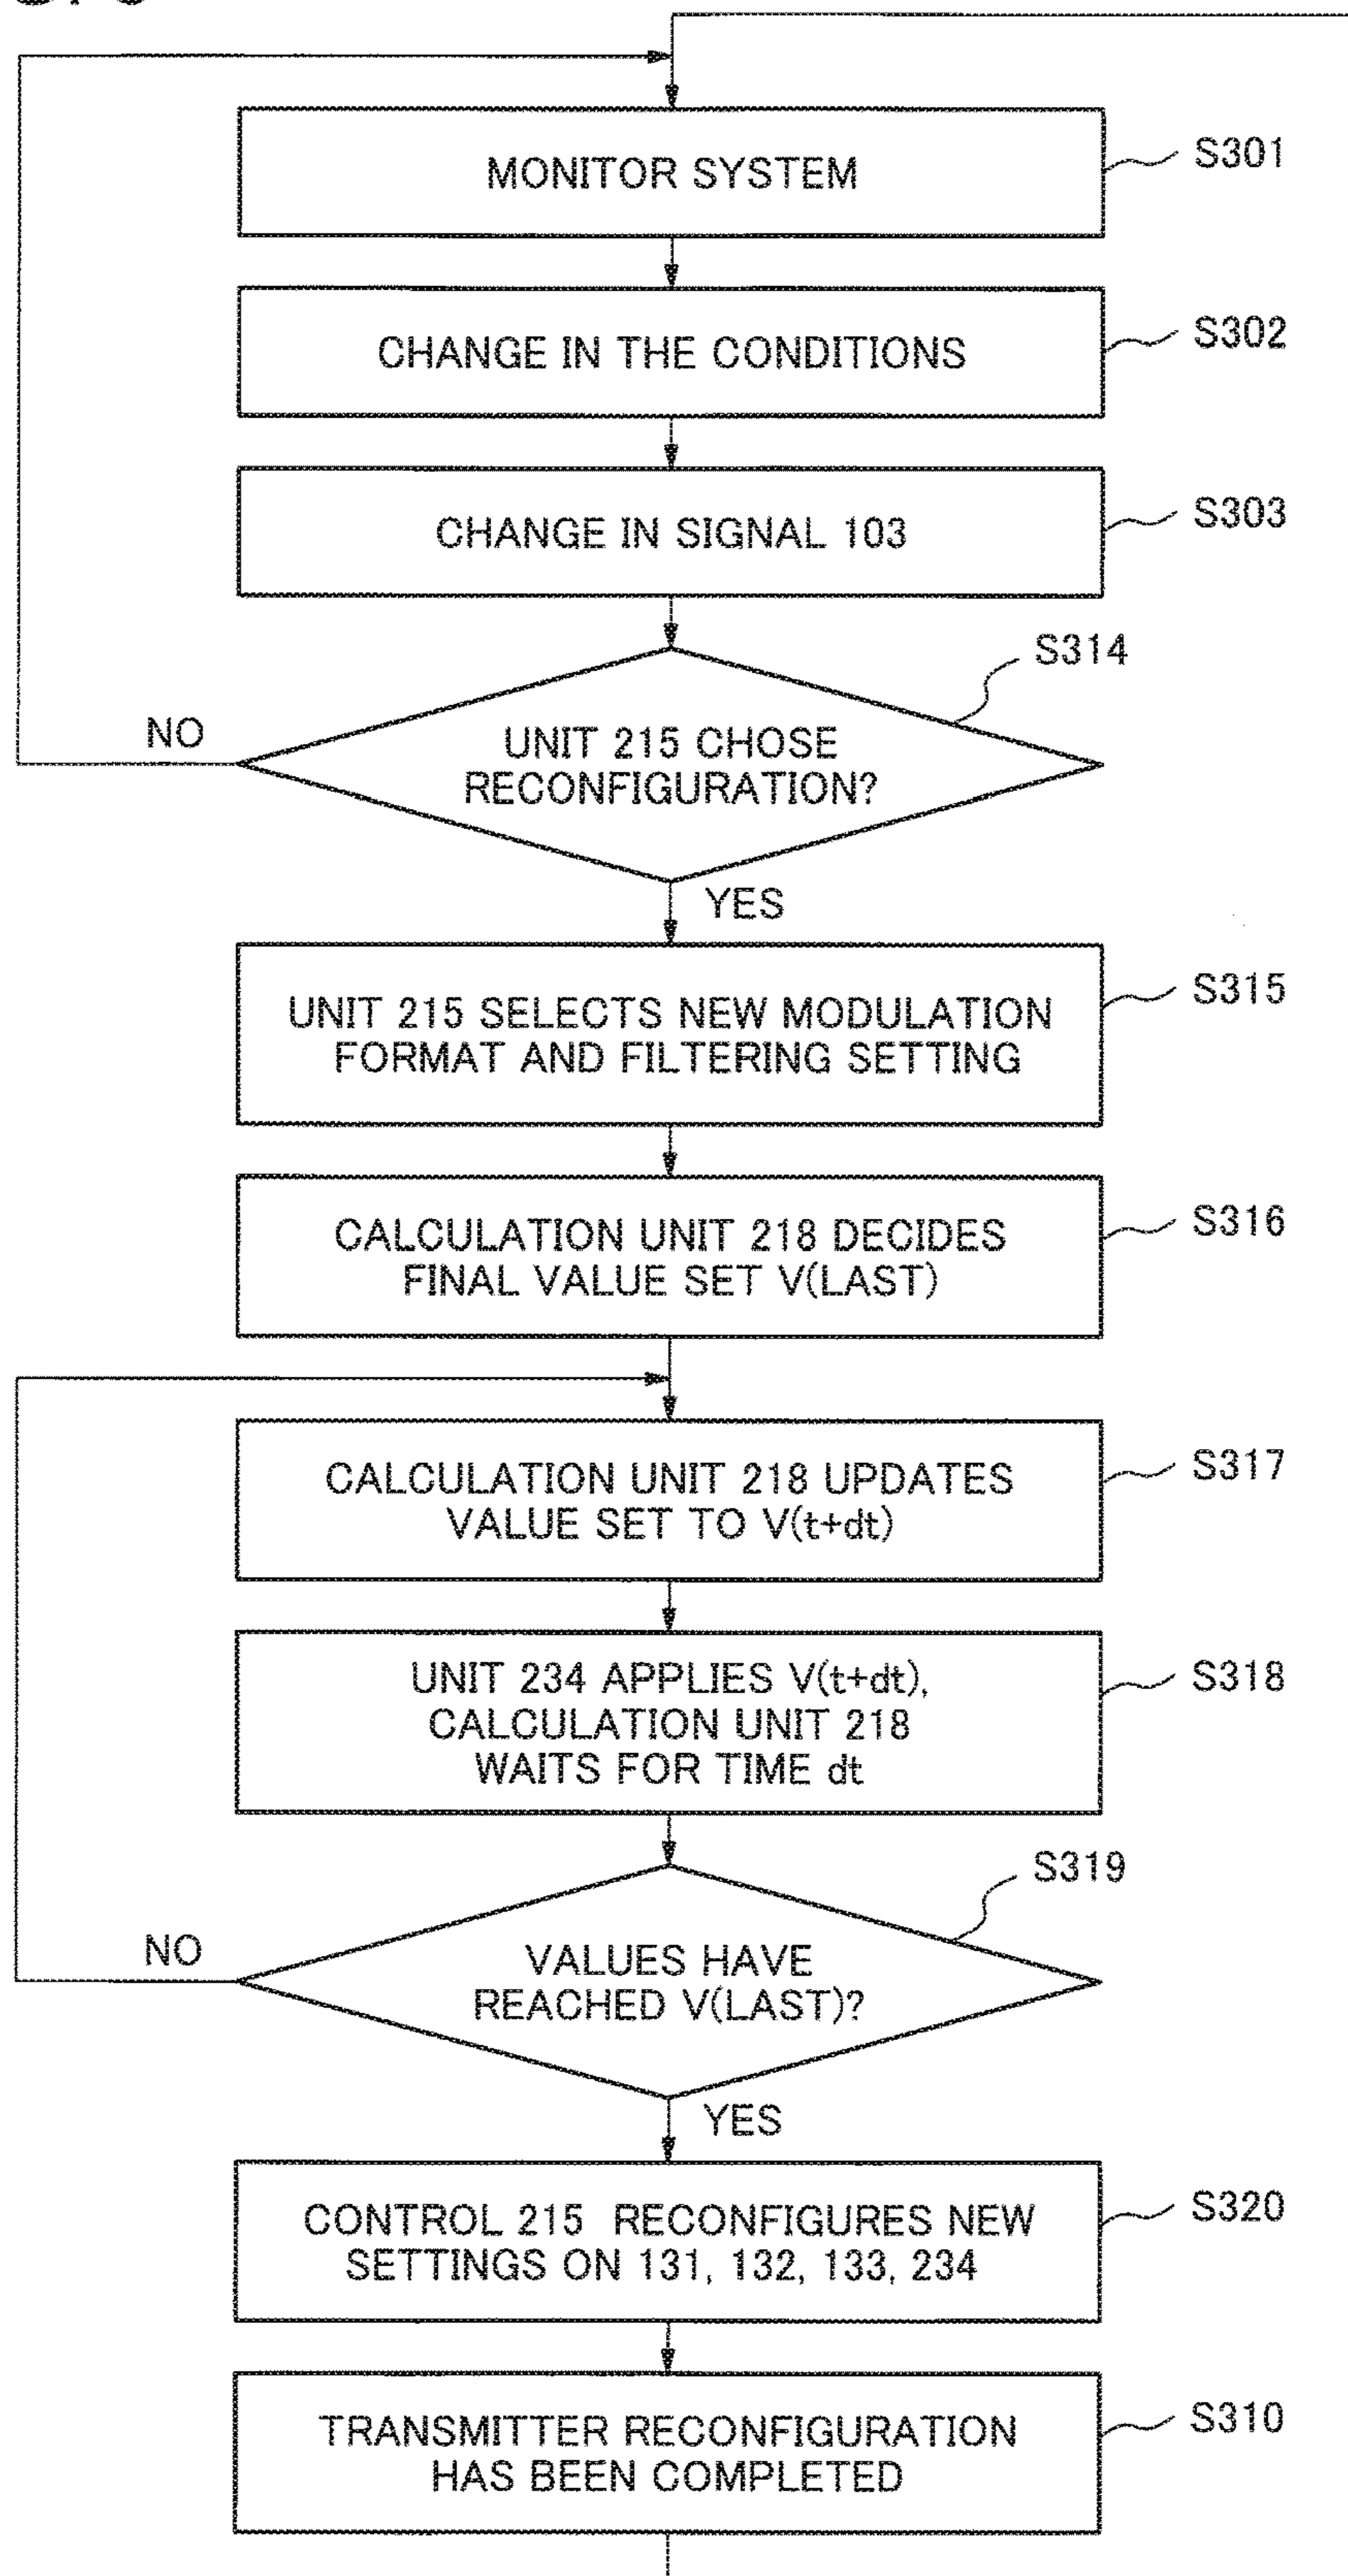 MONITOR SYSTEM
S301
CHANGE IN THE CONDITIONS
S302
CHANGE IN SIGNAL 103
S303
S314
NO
UNIT 215 CHOSE
RECONFIGURATION?
YES
UNIT 215 SELECTS NEW MODULATION
FORMAT AND FILTERING SETTING
S315
CALCULATION UNIT 218 DECIDES
FINAL VALUE SET V(LAST)
S316
CALCULATION UNIT 218 UPDATES
VALUE SET TO V(t+dt)
S317
UNIT 234 APPLIES V(t+dt),
CALCULATION UNIT 218
WAITS FOR TIME dt
S318
S319
NO
VALUES HAVE
REACHED V(LAST)?
YES
CONTROL 215 RECONFIGURES NEW
SETTINGS ON 131, 132, 133, 234
S320
TRANSMITTER RECONFIGURATION
HAS BEEN COMPLETED
S310